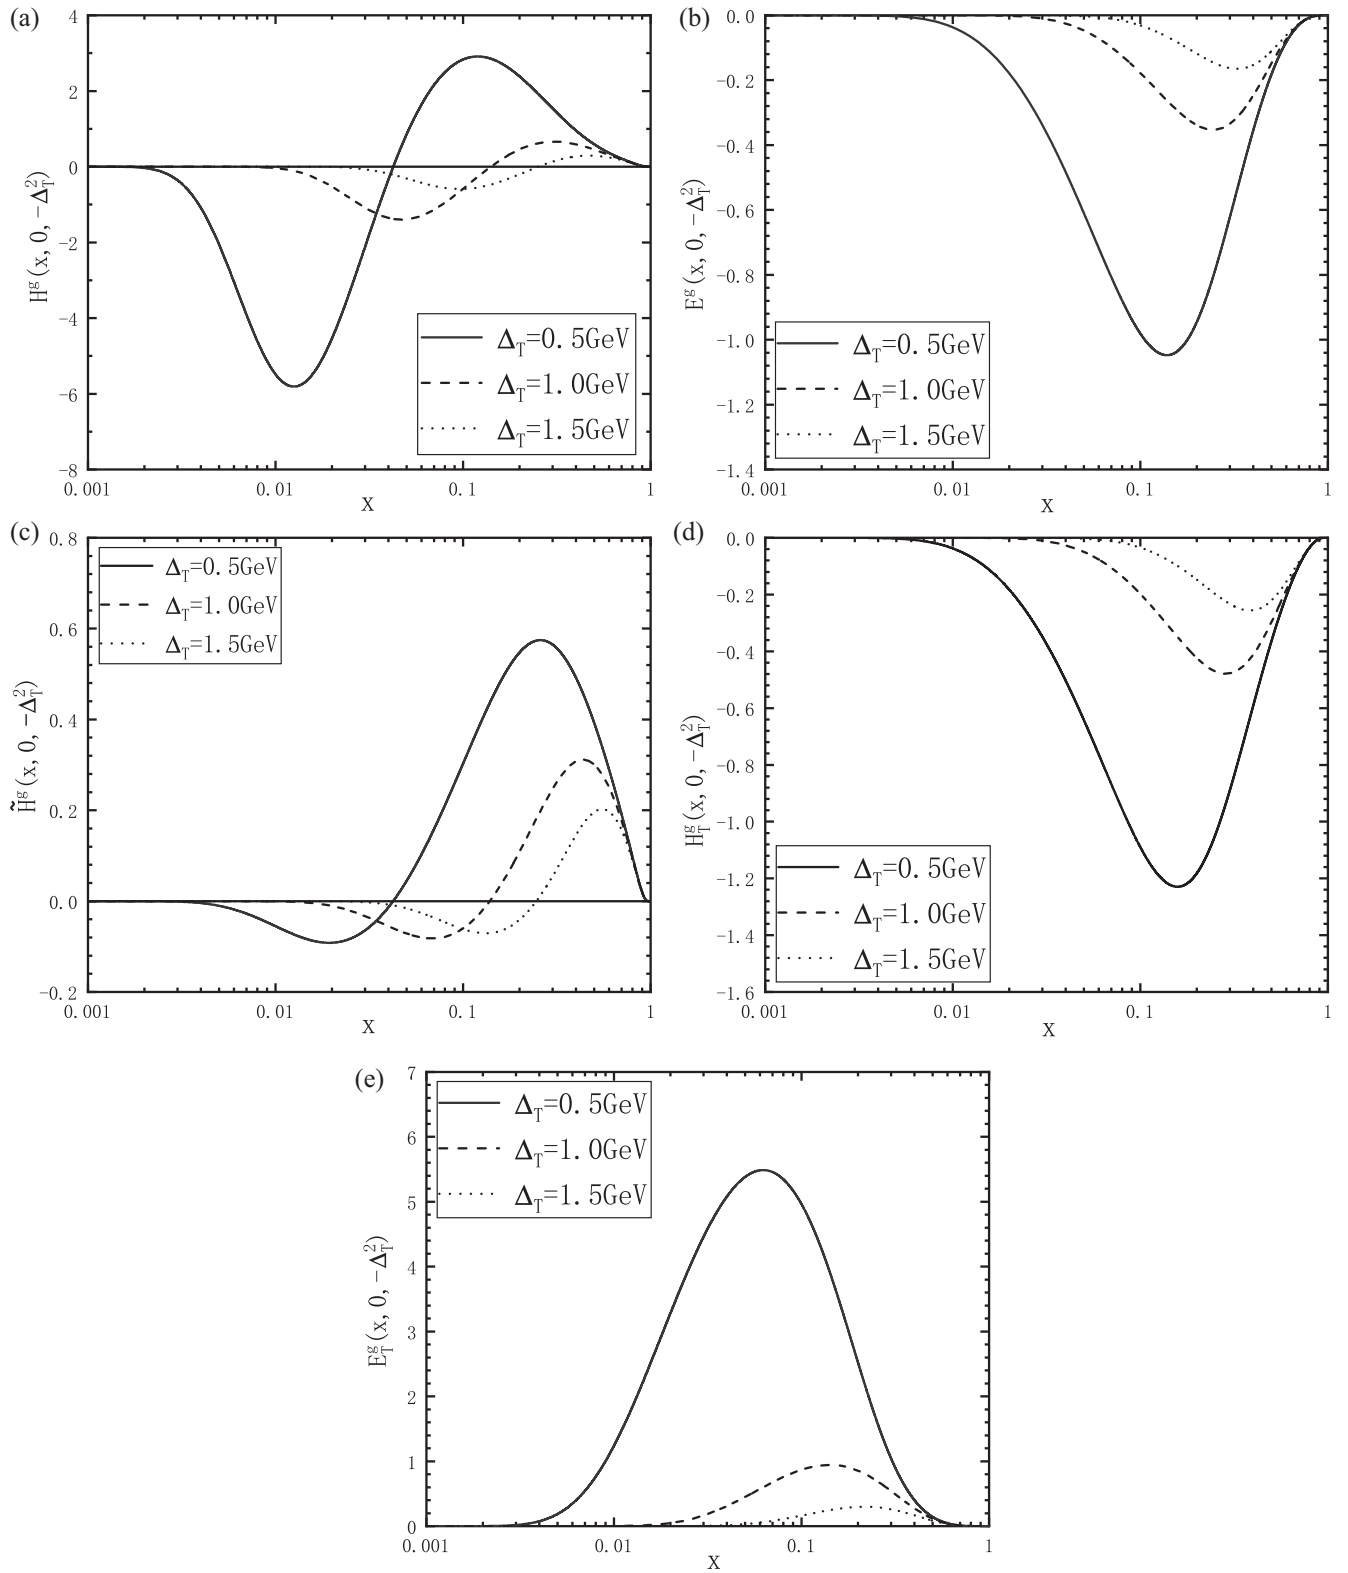 (a)
4
2
0
-2
-4
-6
-8
H^g(x, 0, -Δ_T^2)
Δ_T=0.5GeV
Δ_T=1.0GeV
Δ_T=1.5GeV
0.001 0.01 0.1 1
X
(b)
0.0
-0.2
-0.4
-0.6
-0.8
-1.0
-1.2
-1.4
E^g(x, 0, -Δ_T^2)
Δ_T=0.5GeV
Δ_T=1.0GeV
Δ_T=1.5GeV
0.001 0.01 0.1 1
X
(c)
0.8
0.6
0.4
0.2
0.0
-0.2
H̃^g(x, 0, -Δ_T^2)
Δ_T=0.5GeV
Δ_T=1.0GeV
Δ_T=1.5GeV
0.001 0.01 0.1 1
X
(d)
0.0
-0.2
-0.4
-0.6
-0.8
-1.0
-1.2
-1.4
-1.6
H_T^g(x, 0, -Δ_T^2)
Δ_T=0.5GeV
Δ_T=1.0GeV
Δ_T=1.5GeV
0.001 0.01 0.1 1
X
(e)
7
6
5
4
3
2
1
0
E_T^g(x, 0, -Δ_T^2)
Δ_T=0.5GeV
Δ_T=1.0GeV
Δ_T=1.5GeV
0.001 0.01 0.1 1
X